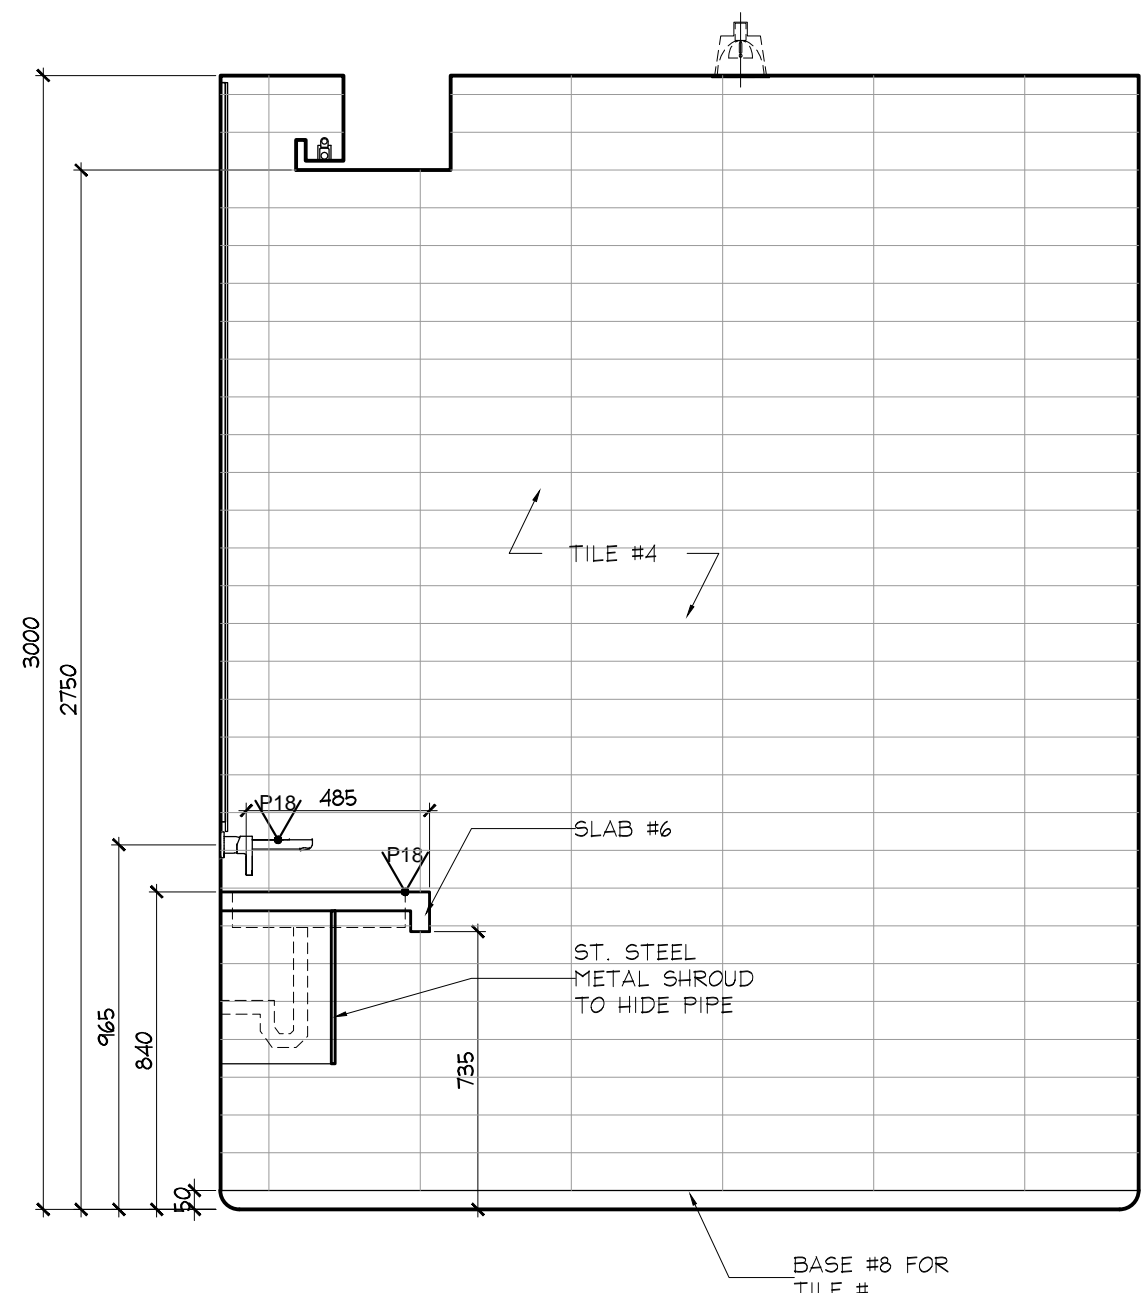 3000
2750
TILE #4
P18
485
SLAB #6
P18
ST. STEEL
METAL SHROUD
TO HIDE PIPE
965
840
735
50
BASE #8 FOR
TILE #